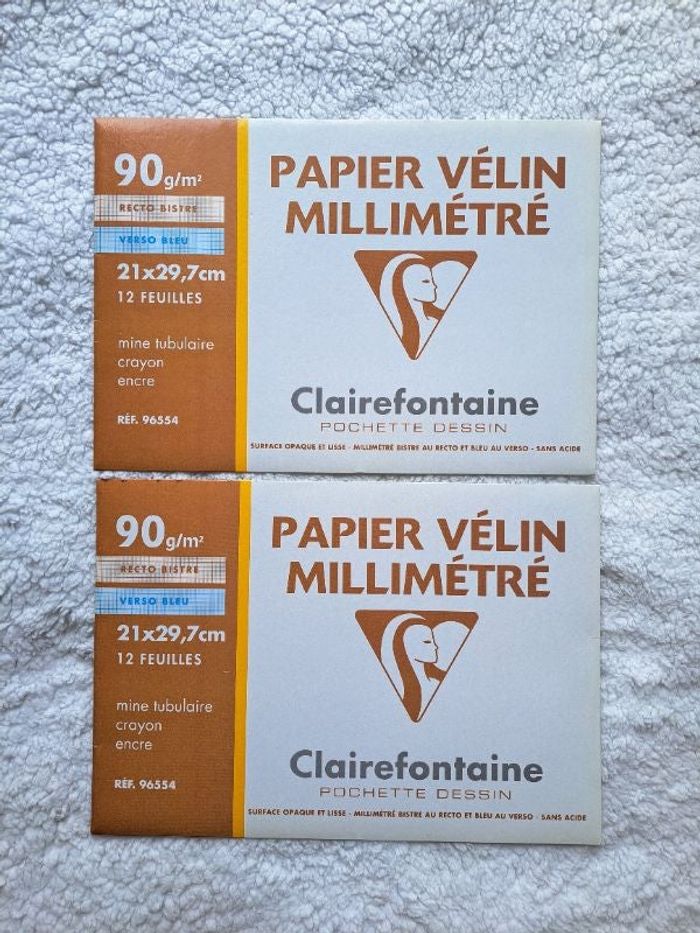 90g/m²
RECTO BISTRE
VERSO BLEU
21x29,7cm
12 FEUILLES
mine tubulaire
crayon
encre
RÉF. 96554
PAPIER VÉLIN
MILLIMÉTRÉ
Clairefontaine
POCHETTE DESSIN
SURFACE OPAQUE ET LISSE - MILLIMÉTRÉ BISTRE AU RECTO ET BLEU AU VERSO - SANS ACIDE
90g/m²
RECTO BISTRE
VERSO BLEU
21x29,7cm
12 FEUILLES
mine tubulaire
crayon
encre
RÉF. 96554
PAPIER VÉLIN
MILLIMÉTRÉ
Clairefontaine
POCHETTE DESSIN
SURFACE OPAQUE ET LISSE - MILLIMÉTRÉ BISTRE AU RECTO ET BLEU AU VERSO - SANS ACIDE